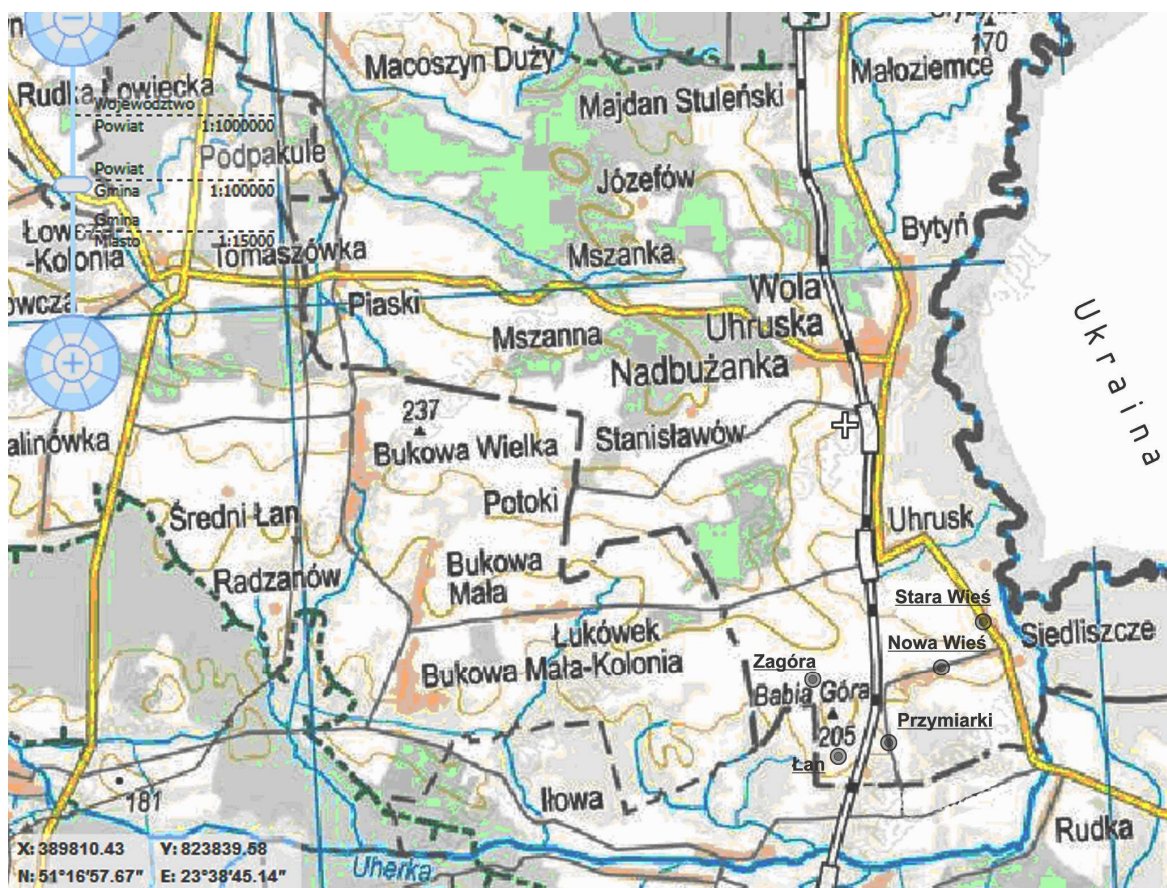 Macoszyn Duży
170
Małoziemce
Rudka Łowiecka
Województwo
Powiat
1:1000000
Majdan Stuleński
Podpakule
Powiat
Gmina
1:100000
Józefów
Gmina
Miasto
1:15000
Łowcza
-Kolonia
Tomaszówka
Mszanka
Bytyń
owcza
Piaski
Wola
Uhruska
Mszanna
Nadbużanka
Ukraina
237
alinówka
Bukowa Wielka
Stanisławów
Potoki
Średni Łan
Uhrusk
Radzanów
Bukowa
Mała
Stara Wieś
Łukówek
Nowa Wieś
Siedliszcze
Bukowa Mała-Kolonia
Zagóra
Babia Góra
Przymiarki
205
Łan
181
Iłowa
Rudka
Uherka
X: 389810.43 Y: 823839.58
N: 51°16'57.67" E: 23°38'45.14"